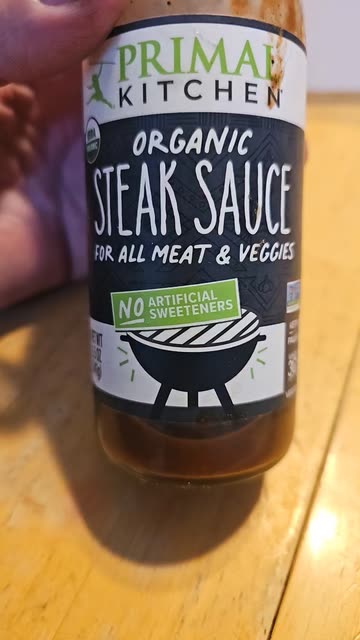 PRIMAL
KITCHEN
ORGANIC
STEAK SAUCE
FOR ALL MEAT & VEGGIES
NO ARTIFICIAL
SWEETENERS